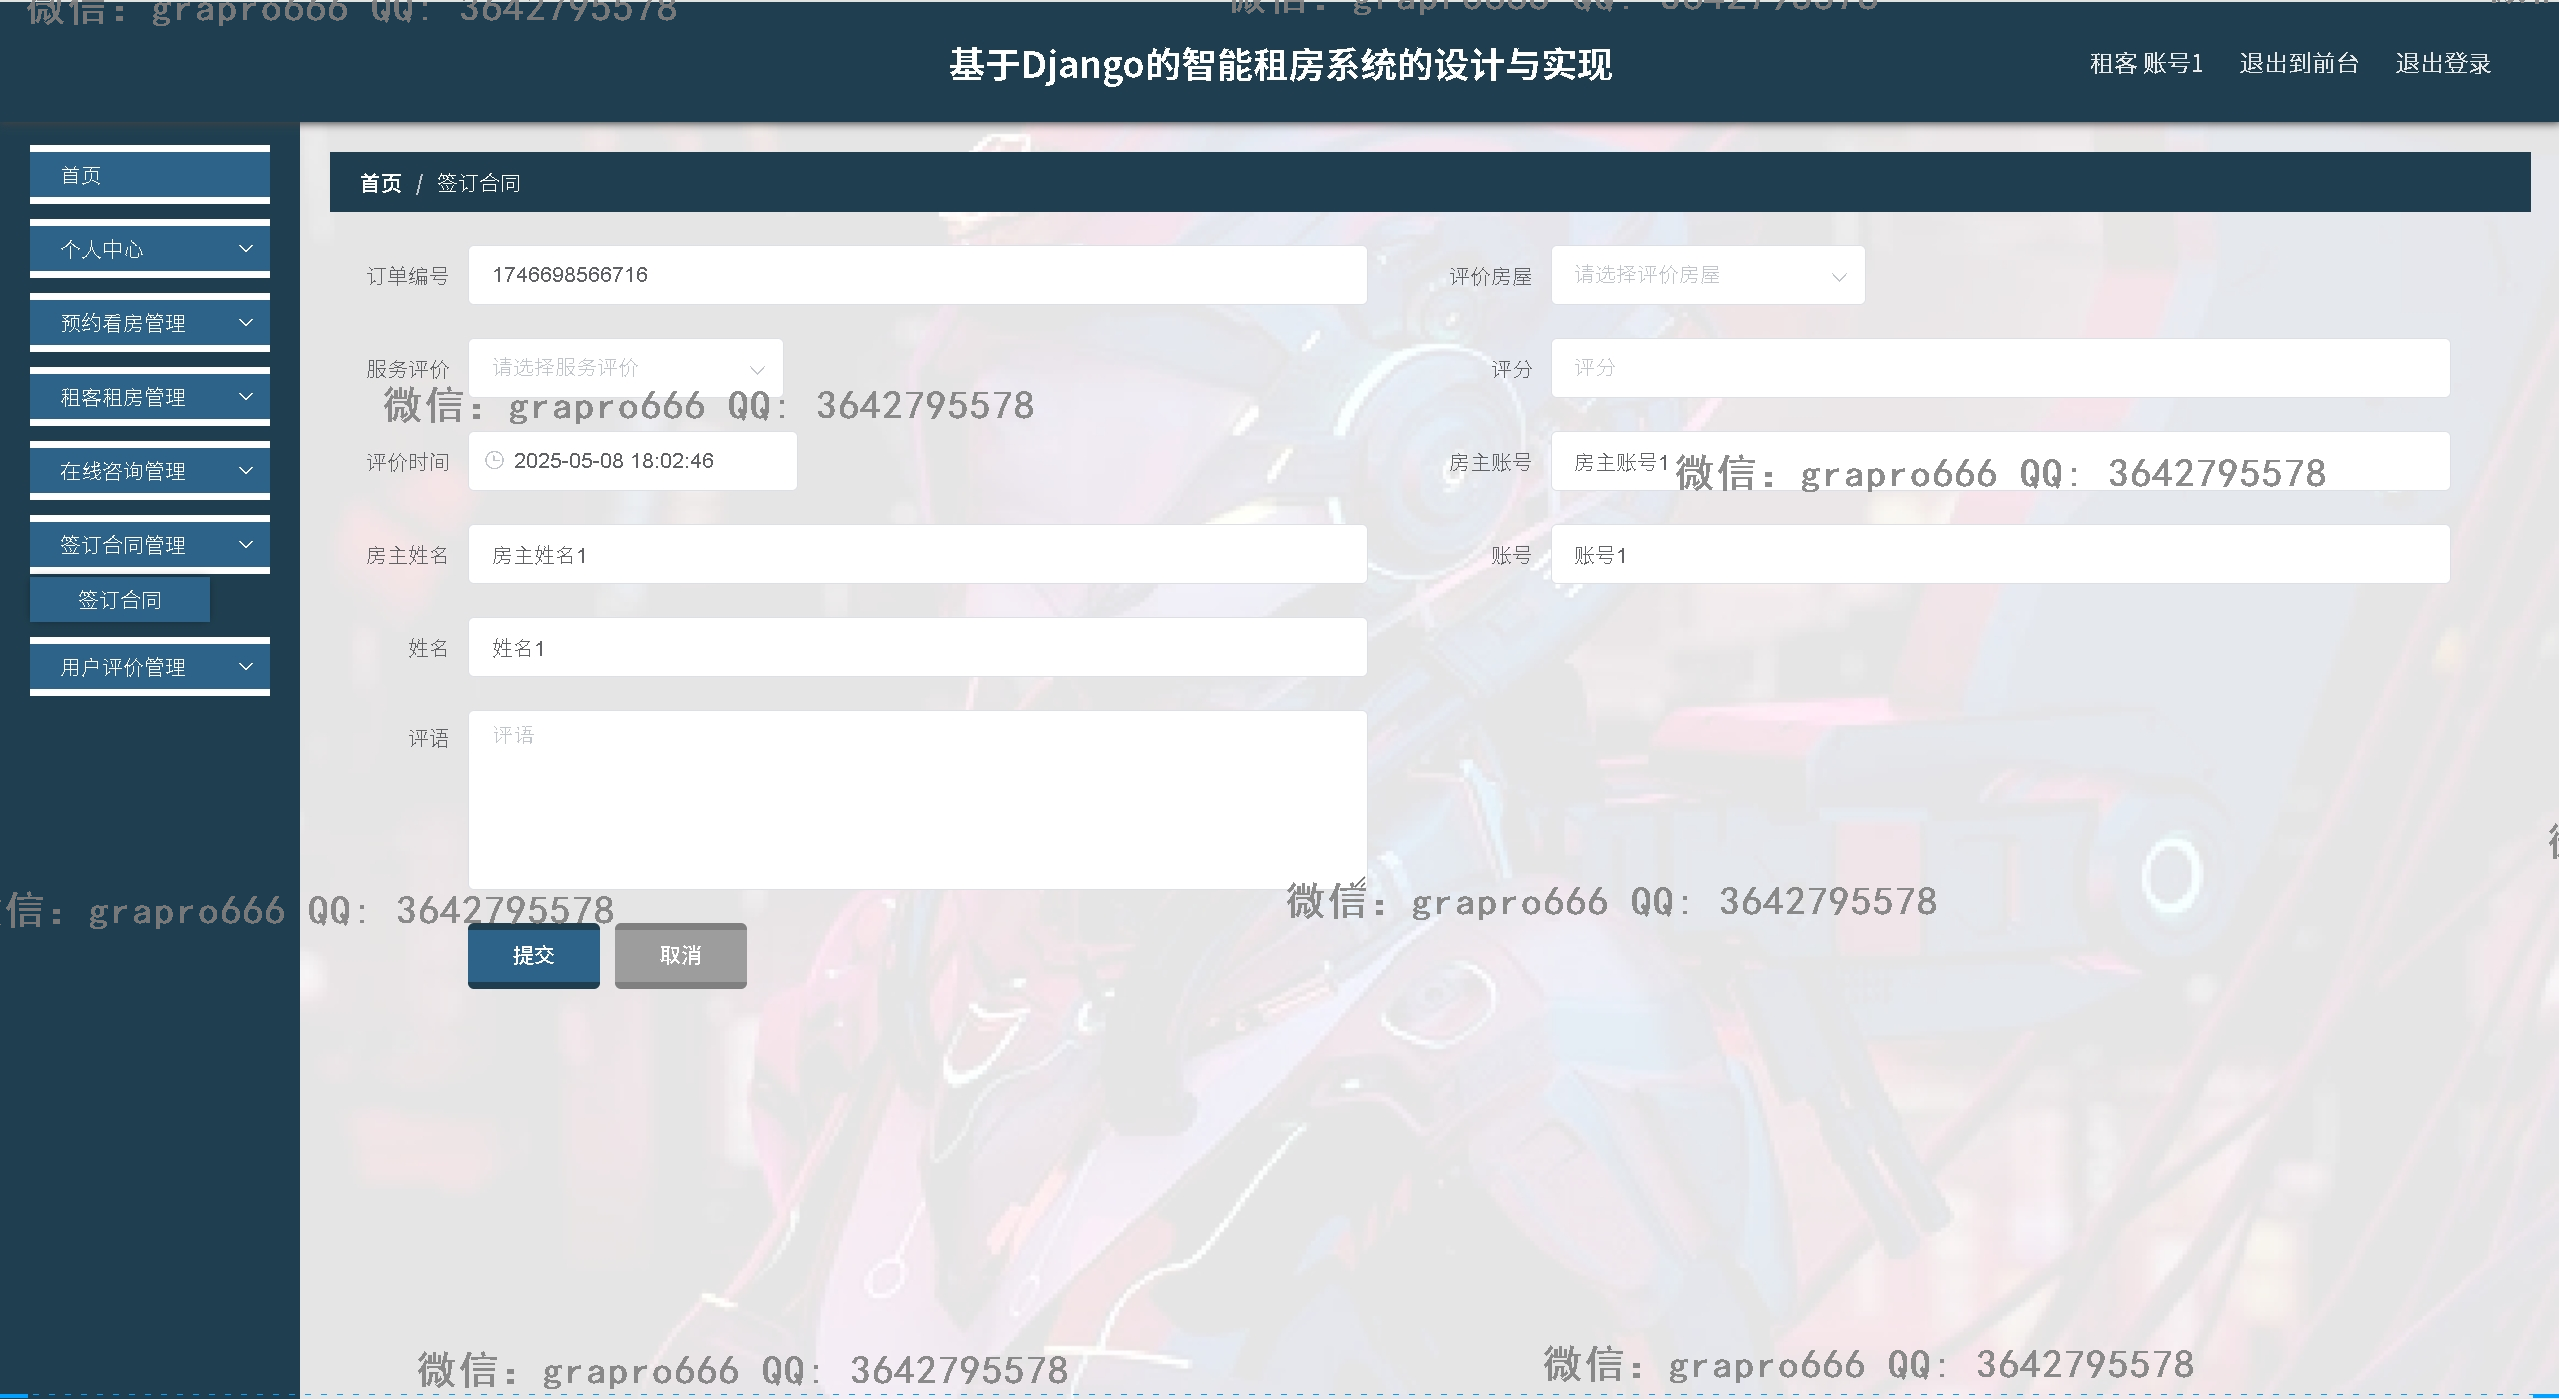 微信: grapro666 QQ: 3642795578
微信: grapro666 QQ: 3642795578
基于Django的智能租房系统的设计与实现
租客 账号1 退出到前台 退出登录
首页
个人中心
预约看房管理
租客租房管理
在线咨询管理
签订合同管理
签订合同
用户评价管理
首页 / 签订合同
订单编号 1746698566716 评价房屋 请选择评价房屋
服务评价 请选择服务评价 评分 评分
微信: grapro666 QQ: 3642795578
评价时间 2025-05-08 18:02:46 房主账号 房主账号1
微信: grapro666 QQ: 3642795578
房主姓名 房主姓名1 账号 账号1
姓名 姓名1
评语 评语
信: grapro666 QQ: 3642795578
微信: grapro666 QQ: 3642795578
提交 取消
微信: grapro666 QQ: 3642795578
微信: grapro666 QQ: 3642795578